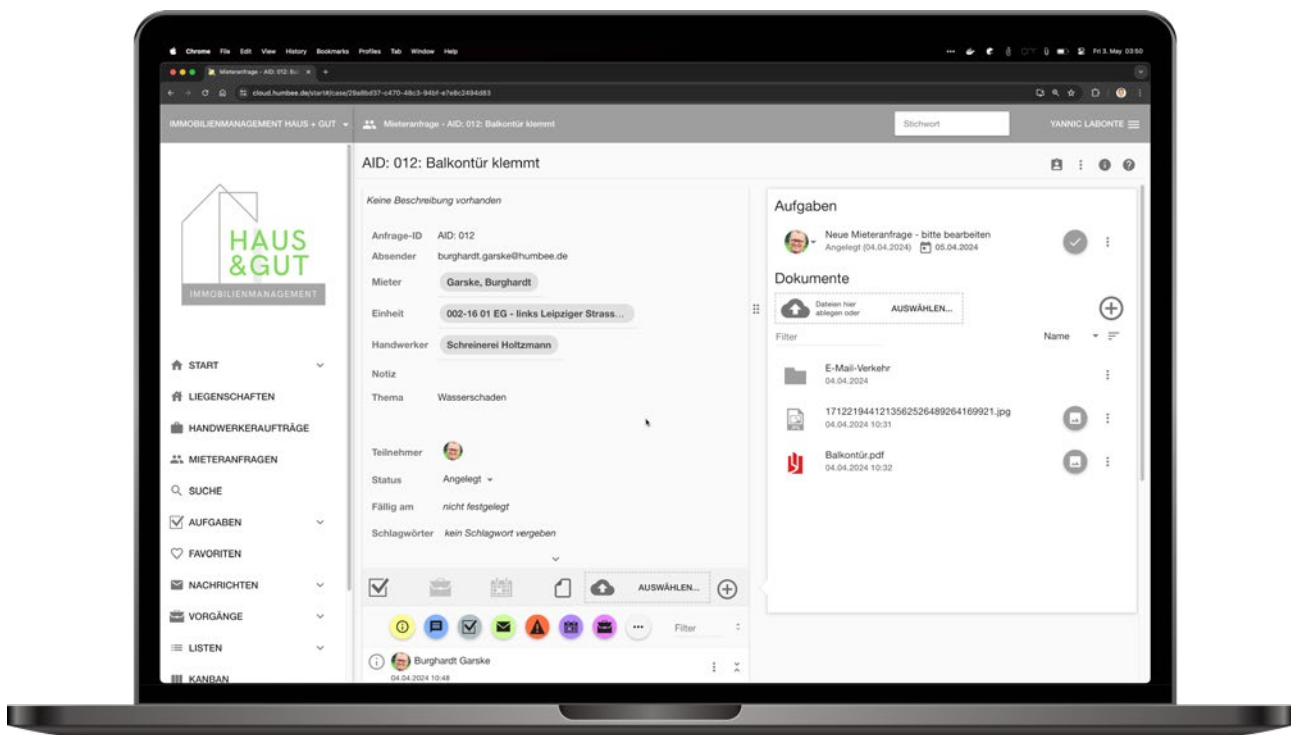 Chrome File Edit View History Bookmarks Profiles Tab Window Help
Fri 3. May 03:50
Mieteranfrage - AID: 012: Bal
cloud.humbee.de/start#/case/
IMMOBILIENMANAGEMENT HAUS + GUT
Mieteranfrage - AID: 012: Balkontür klemmt
Stichwort
YANNIC LABONTE
HAUS
&GUT
IMMOBILIENMANAGEMENT
START
LIEGENSCHAFTEN
HANDWERKERAUFTRÄGE
MIETERANFRAGEN
SUCHE
AUFGABEN
FAVORITEN
NACHRICHTEN
VORGÄNGE
LISTEN
KANBAN
AID: 012: Balkontür klemmt
Keine Beschreibung vorhanden
Anfrage-ID AID: 012
Absender burghardt.garske@humbee.de
Mieter Garske, Burghardt
Einheit 002-16 01 EG - links Leipziger Strass...
Handwerker Schreinerei Holtzmann
Notiz
Thema Wasserschaden
Teilnehmer
Status Angelegt
Fällig am nicht festgelegt
Schlagwörter kein Schlagwort vergeben
AUSWÄHLEN...
Filter
Burghardt Garske
04.04.2024 10:48
Aufgaben
Neue Mieteranfrage - bitte bearbeiten
Angelegt (04.04.2024) 05.04.2024
Dokumente
Dateien hier
ablegen oder
AUSWÄHLEN...
Filter
Name
E-Mail-Verkehr
04.04.2024
04.04.2024 10:31
Balkontür.pdf
04.04.2024 10:32